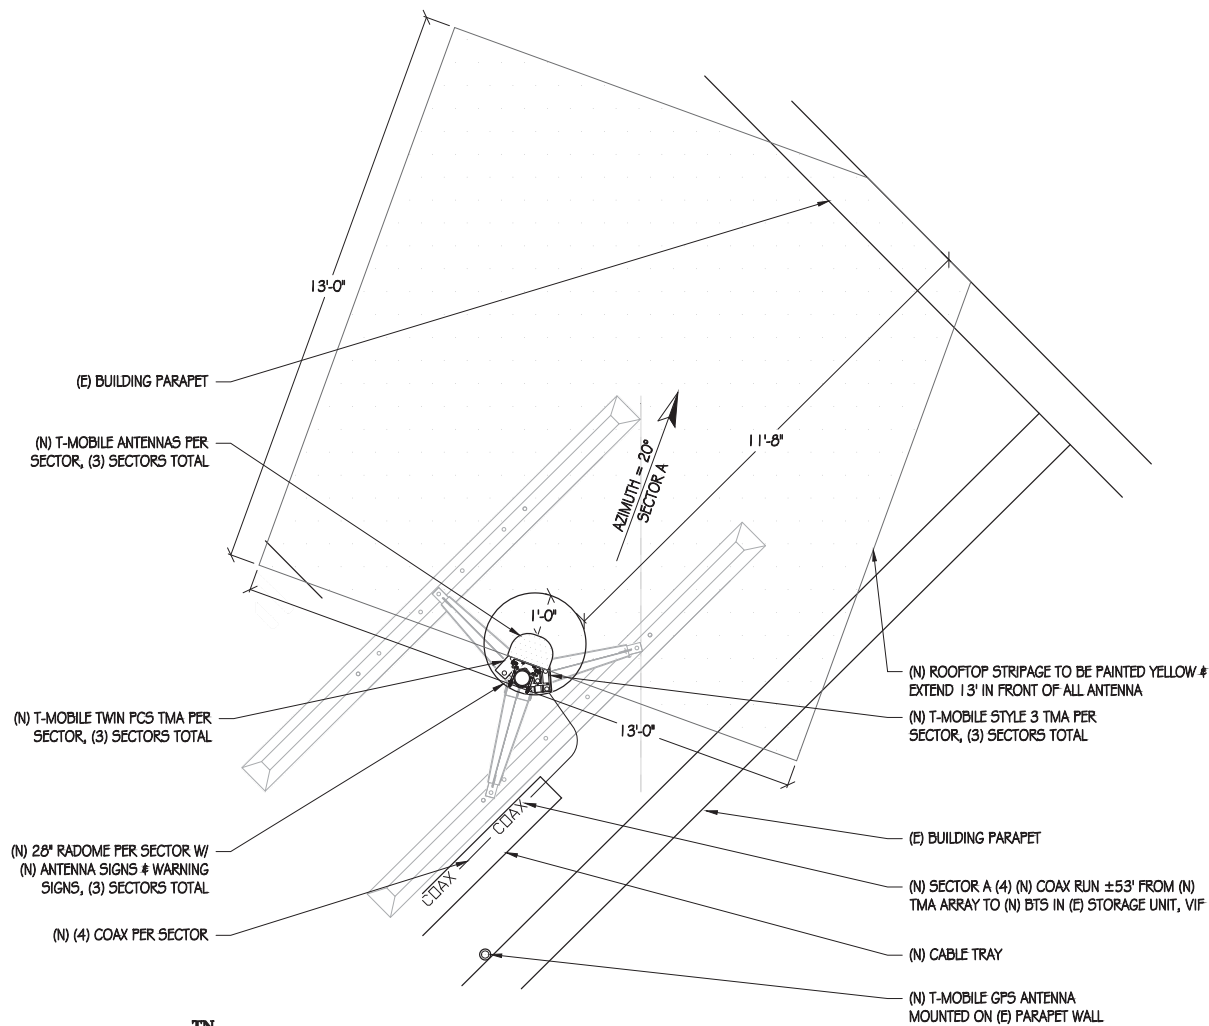 13'-0"
(E) BUILDING PARAPET
(N) T-MOBILE ANTENNAS PER
SECTOR, (3) SECTORS TOTAL
11'-8"
AZIMUTH = 20°
SECTOR A
1'-0"
(N) T-MOBILE TWIN PCS TMA PER
SECTOR, (3) SECTORS TOTAL
13'-0"
(N) ROOFTOP STRIPAGE TO BE PAINTED YELLOW &
EXTEND 13' IN FRONT OF ALL ANTENNA
(N) T-MOBILE STYLE 3 TMA PER
SECTOR, (3) SECTORS TOTAL
(N) 28" RADOME PER SECTOR W/
(N) ANTENNA SIGNS & WARNING
SIGNS, (3) SECTORS TOTAL
COAX
COAX
(N) (4) COAX PER SECTOR
(E) BUILDING PARAPET
(N) SECTOR A (4) (N) COAX RUN ±53' FROM (N)
TMA ARRAY TO (N) BTS IN (E) STORAGE UNIT, VIF
(N) CABLE TRAY
(N) T-MOBILE GPS ANTENNA
MOUNTED ON (E) PARAPET WALL
TN